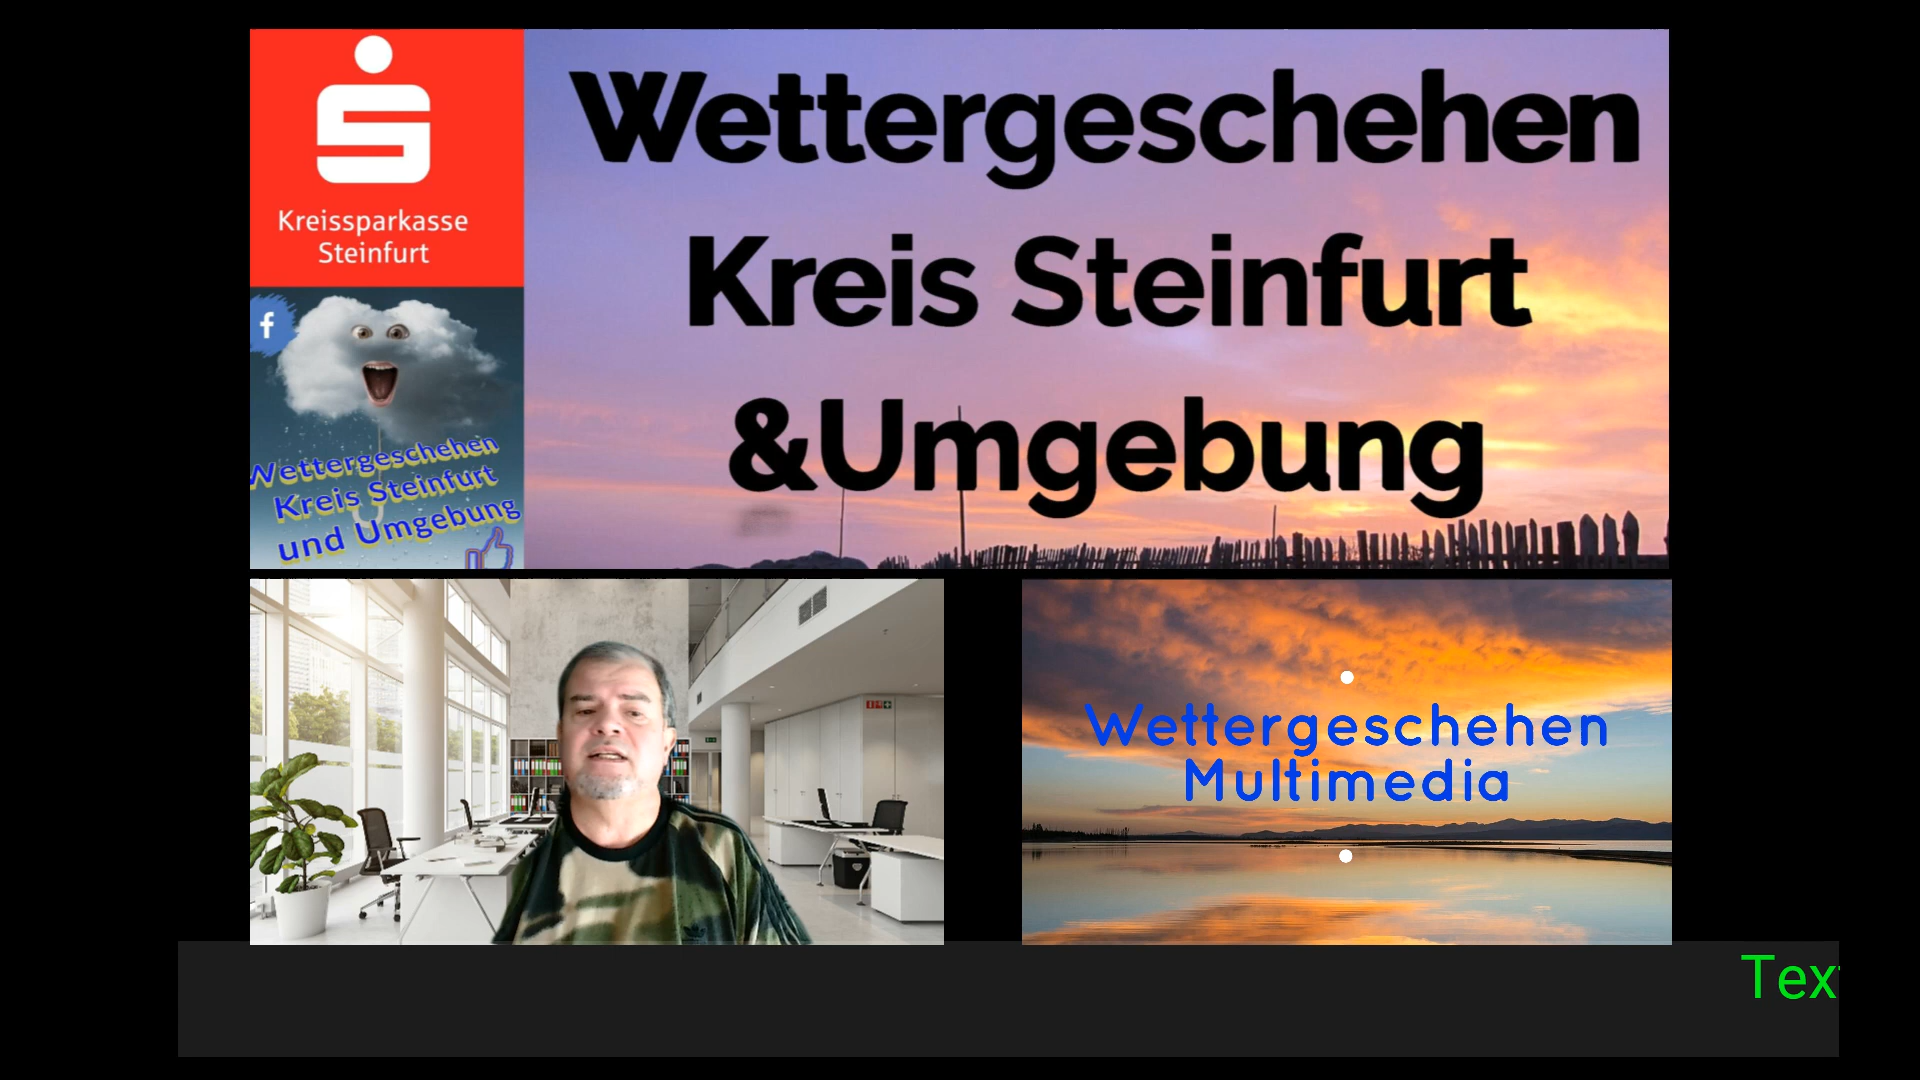 Kreissparkasse
Steinfurt
Wettergeschehen
Kreis Steinfurt
&Umgebung
f
Wettergeschehen
Kreis Steinfurt
und Umgebung
Wettergeschehen
Multimedia
Tex